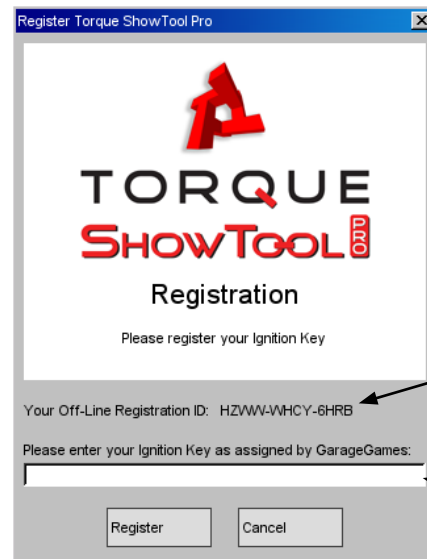 Register Torque ShowTool Pro
TORQUE
SHOWTOOL PRO
Registration
Please register your Ignition Key
Your Off-Line Registration ID: HZWW-WHCY-6HRB
Please enter your Ignition Key as assigned by GarageGames:
Register
Cancel